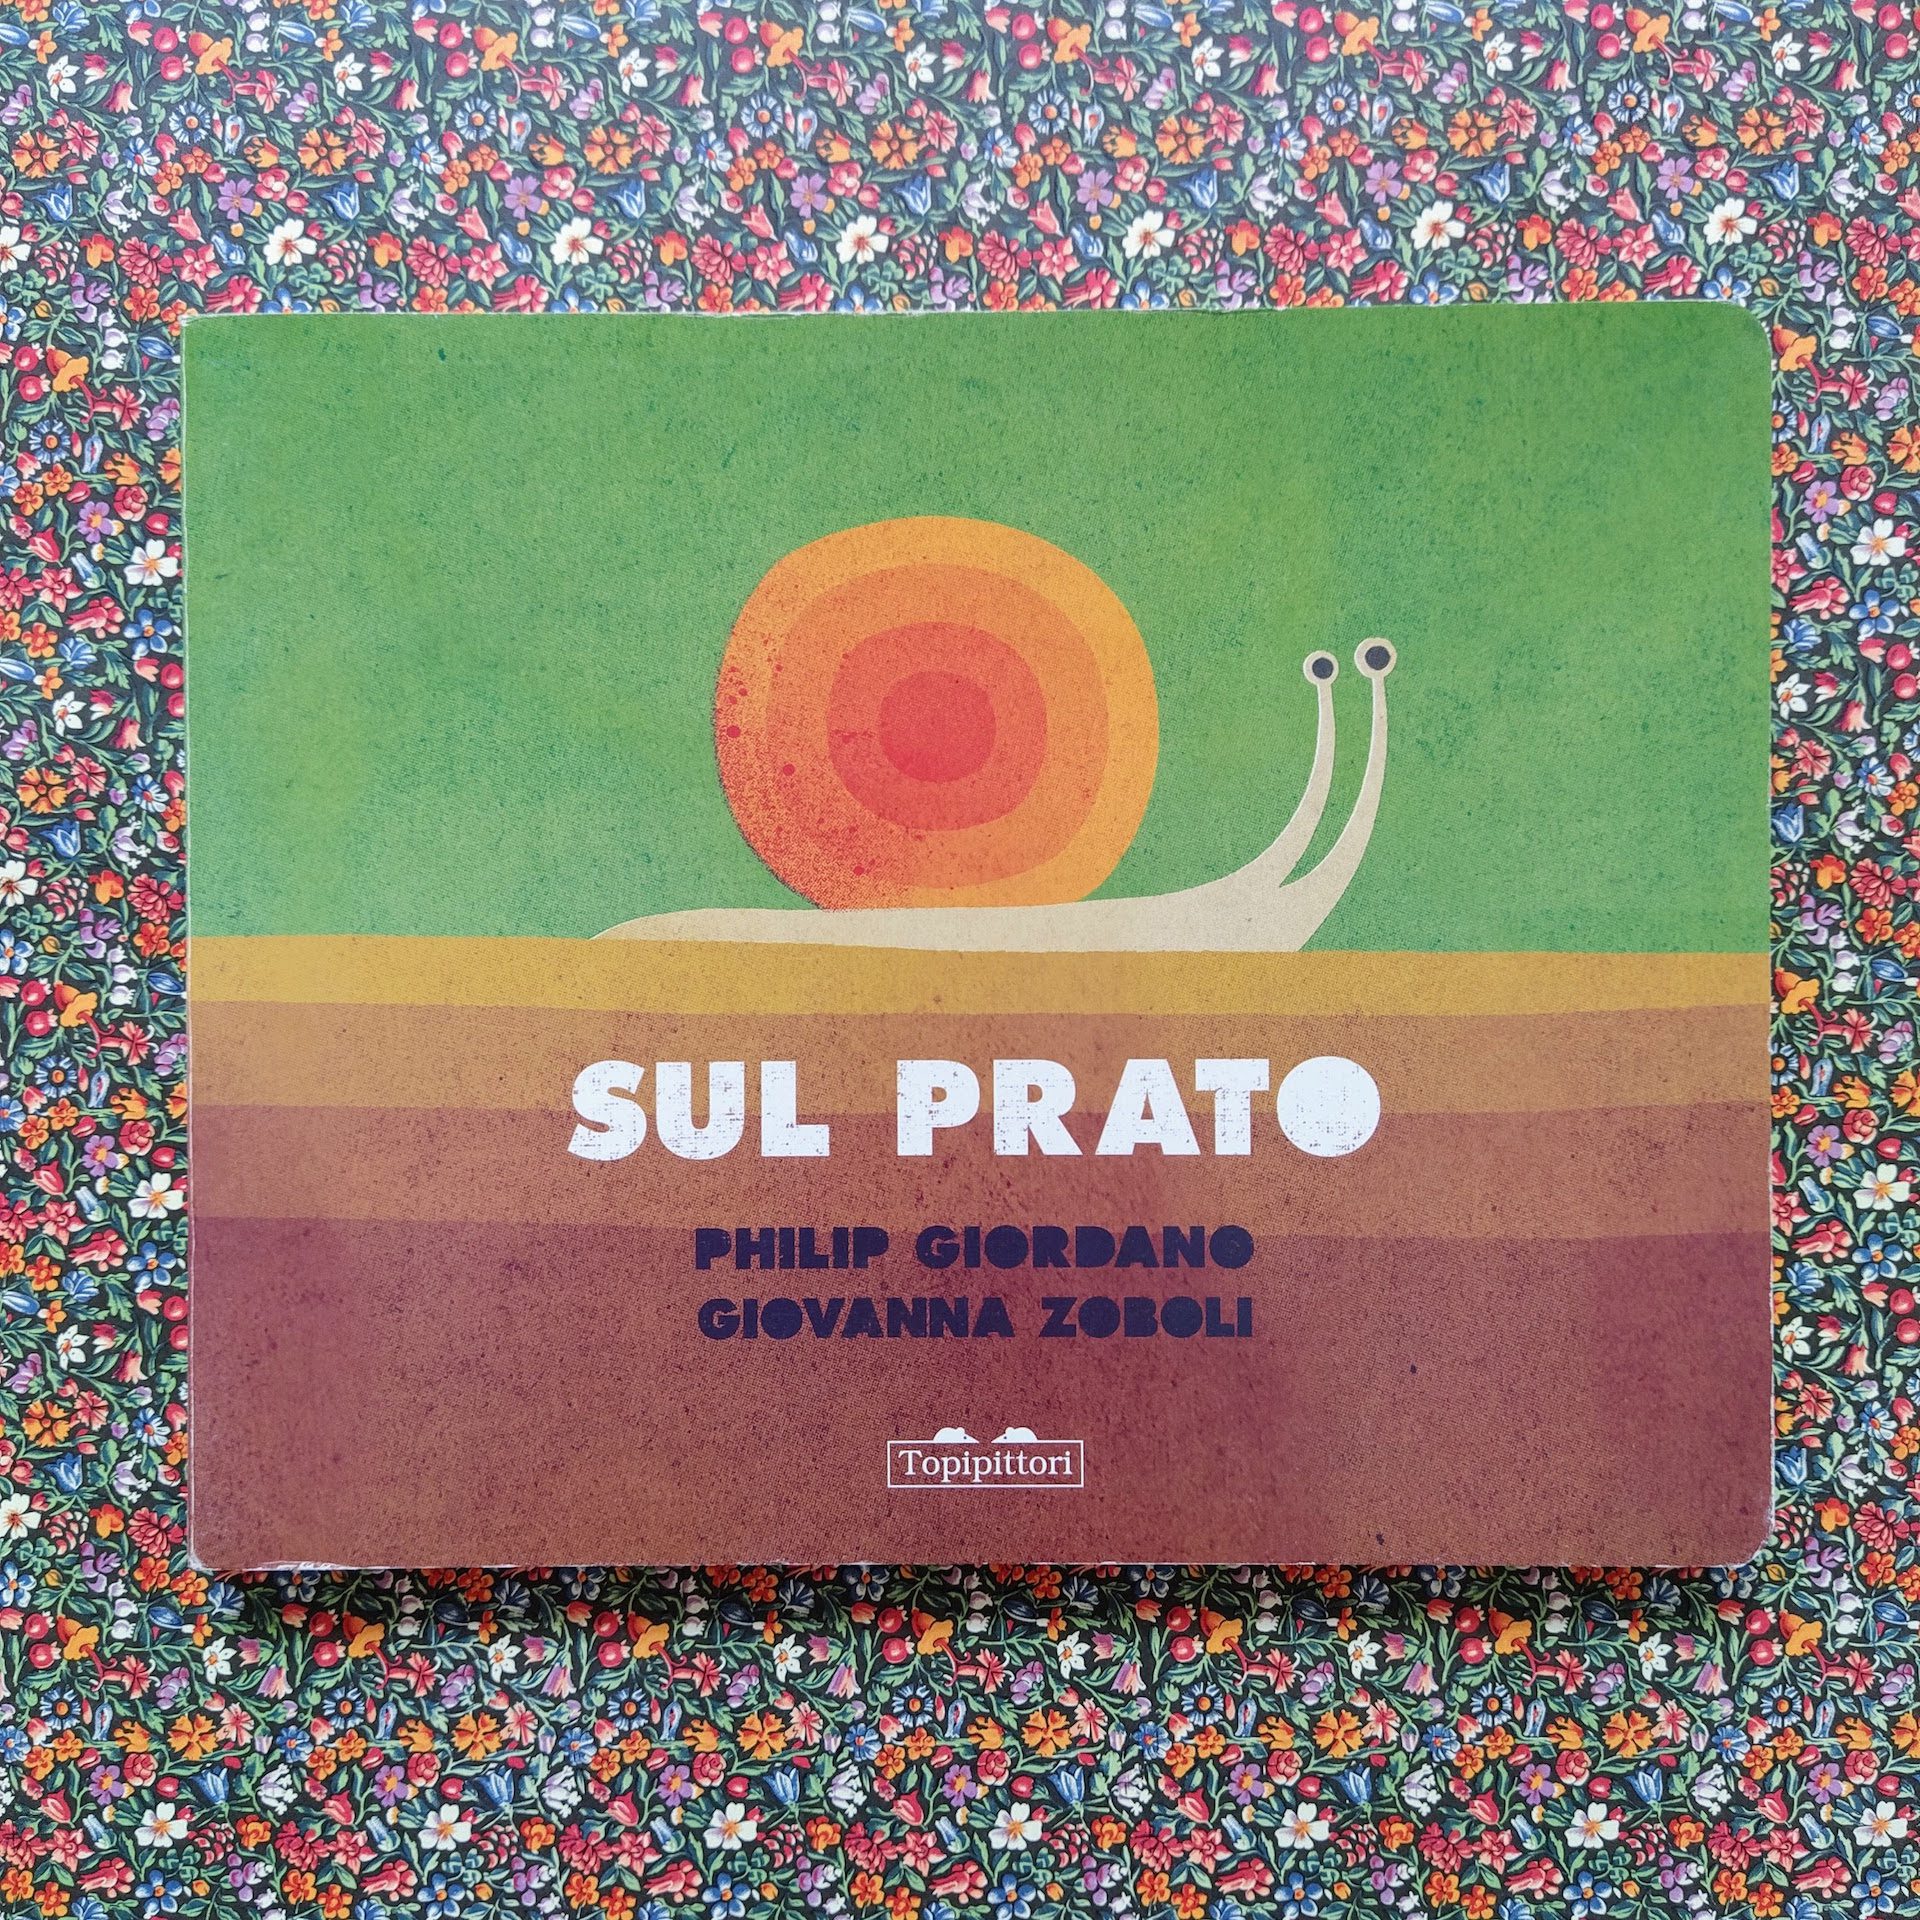 SUL PRATO
PHILIP GIORDANO
GIOVANNA ZOBOLI
Topipittori